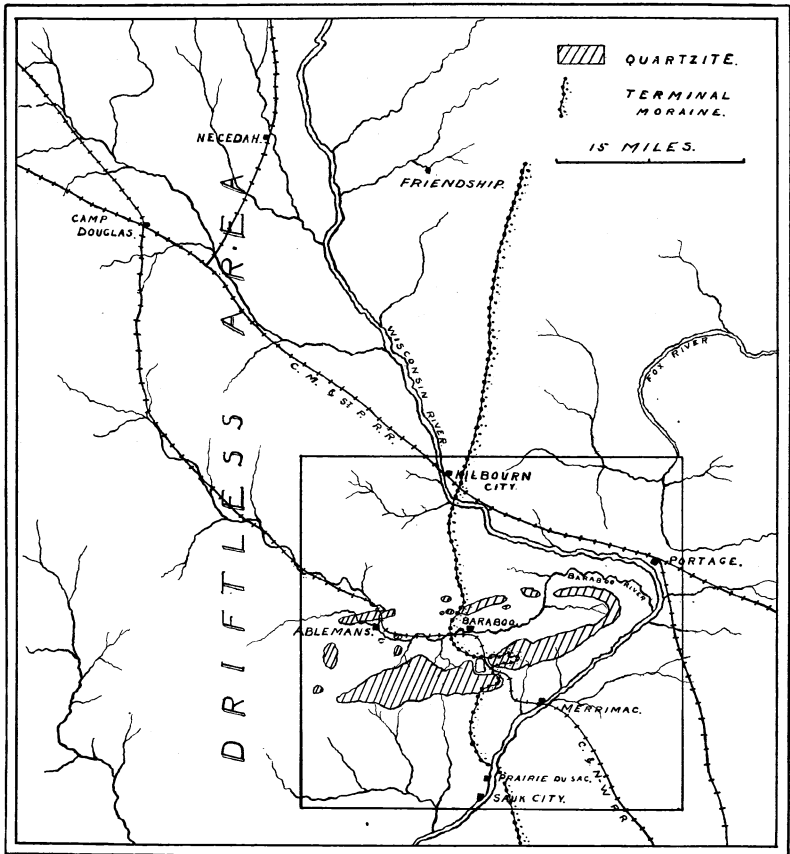 QUARTZITE.
TERMINAL
MORAINE.
15 MILES.
NECEDAH.
FRIENDSHIP.
CAMP
DOUGLAS.
DRIFTLESS AREA
WISCONSIN RIVER
FOX RIVER
C. M. & ST P. R.R.
KILBOURN
CITY.
PORTAGE.
BARABOO RIVER
ABLEMANS.
BARABOO.
MERRIMAC.
C. & N. W. RR
PRAIRIE DU SAC.
SAUK CITY.